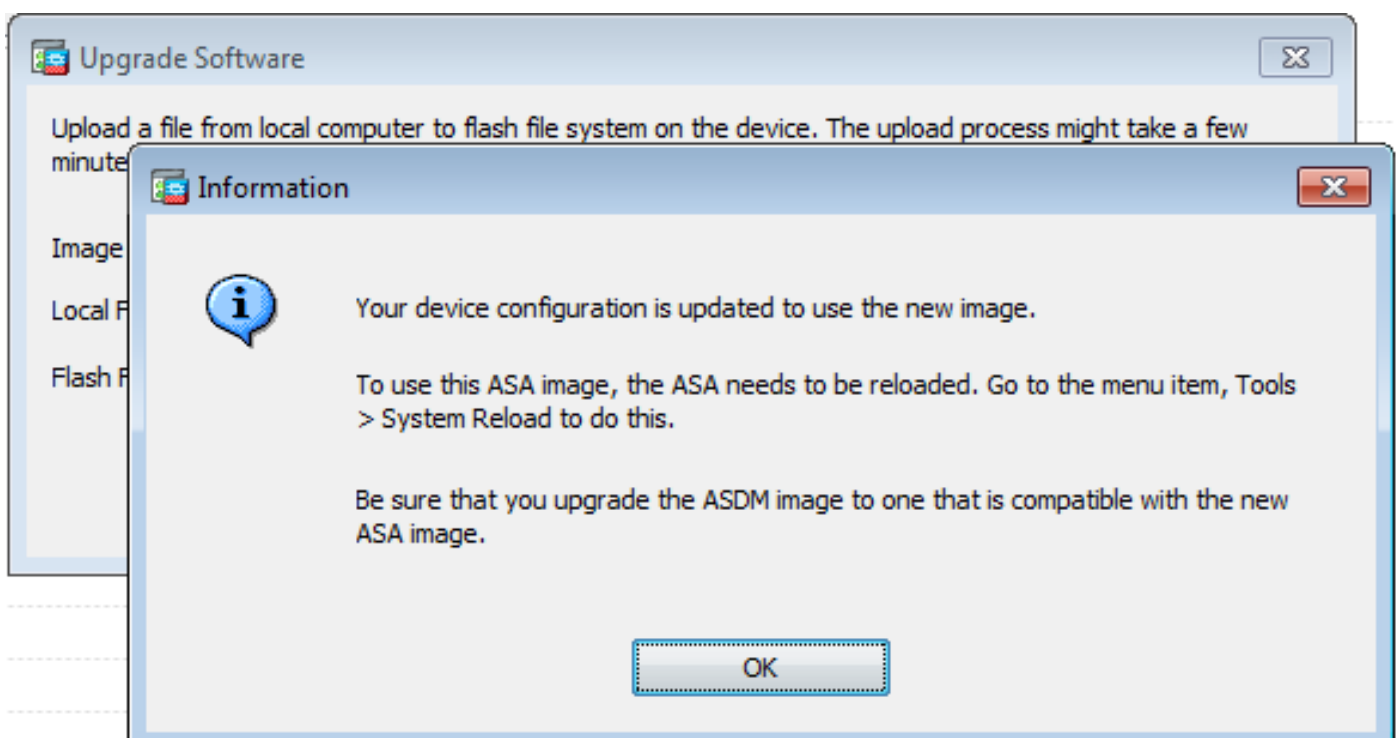 Upgrade Software
Upload a file from local computer to flash file system on the device. The upload process might take a few
minute
Information
Image
Local F
Flash F
Your device configuration is updated to use the new image.
To use this ASA image, the ASA needs to be reloaded. Go to the menu item, Tools
> System Reload to do this.
Be sure that you upgrade the ASDM image to one that is compatible with the new
ASA image.
OK